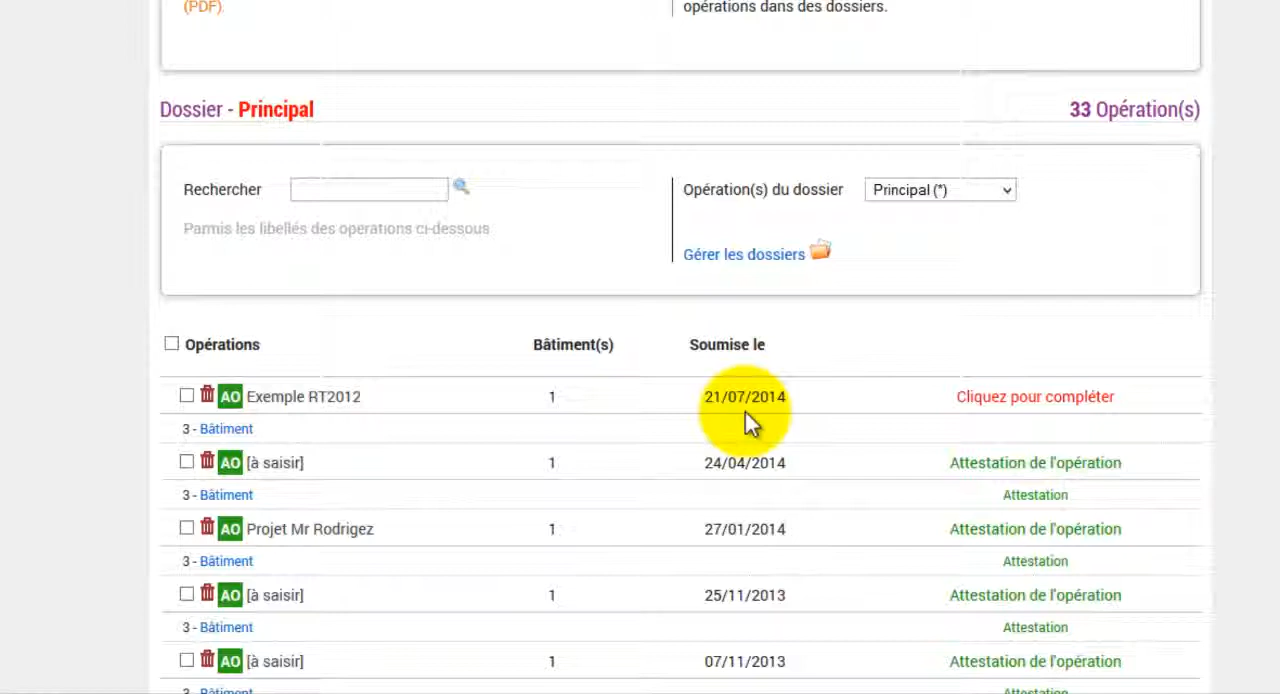 (PDF).
opérations dans des dossiers.
Dossier - Principal
33 Opération(s)
Rechercher
Opération(s) du dossier
Principal (*)
Parmis les libellés des operations ci-dessous
Gérer les dossiers
Opérations
Bâtiment(s)
Soumise le
AO Exemple RT2012 1 21/07/2014 Cliquez pour compléter
3 - Bâtiment
AO [à saisir] 1 24/04/2014 Attestation de l'opération
3 - Bâtiment Attestation
AO Projet Mr Rodrigez 1 27/01/2014 Attestation de l'opération
3 - Bâtiment Attestation
AO [à saisir] 1 25/11/2013 Attestation de l'opération
3 - Bâtiment Attestation
AO [à saisir] 1 07/11/2013 Attestation de l'opération
3 - Bâtiment Attestation